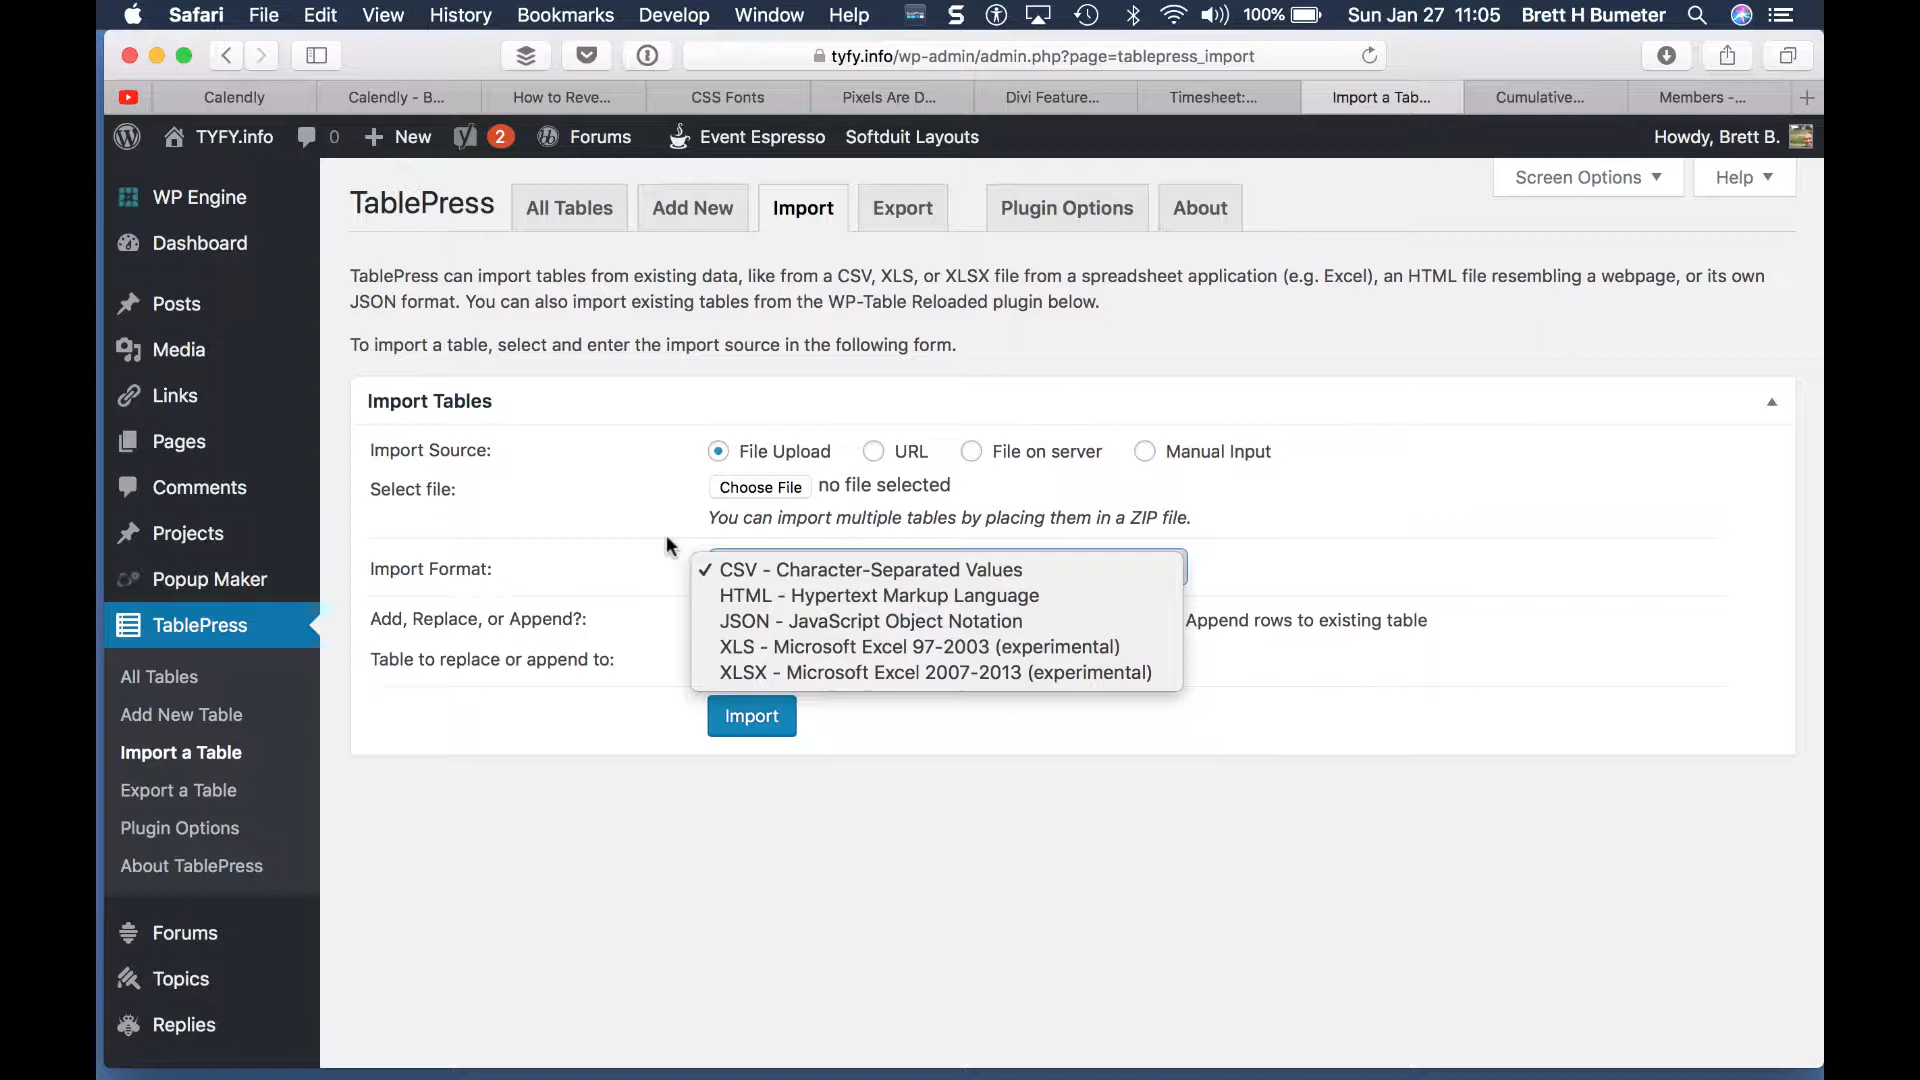 Safari File Edit View History Bookmarks Develop Window Help 100% Sun Jan 27 11:05 Brett H Bumeter
tyfy.info/wp-admin/admin.php?page=tablepress_import
Calendly Calendly - B... How to Reve... CSS Fonts Pixels Are D... Divi Feature... Timesheet:... Import a Tab... Cumulative... Members -...
TYFY.info 0 New 2 Forums Event Espresso Softduit Layouts Howdy, Brett B.
Screen Options Help
WP Engine
Dashboard
Posts
Media
Links
Pages
Comments
Projects
Popup Maker
TablePress
All Tables
Add New Table
Import a Table
Export a Table
Plugin Options
About TablePress
Forums
Topics
Replies
TablePress All Tables Add New Import Export Plugin Options About
TablePress can import tables from existing data, like from a CSV, XLS, or XLSX file from a spreadsheet application (e.g. Excel), an HTML file resembling a webpage, or its own
JSON format. You can also import existing tables from the WP-Table Reloaded plugin below.
To import a table, select and enter the import source in the following form.
Import Tables
Import Source: File Upload URL File on server Manual Input
Select file: Choose File no file selected
You can import multiple tables by placing them in a ZIP file.
Import Format:
CSV - Character-Separated Values
HTML - Hypertext Markup Language
JSON - JavaScript Object Notation
XLS - Microsoft Excel 97-2003 (experimental)
XLSX - Microsoft Excel 2007-2013 (experimental)
Add, Replace, or Append?: Append rows to existing table
Table to replace or append to:
Import